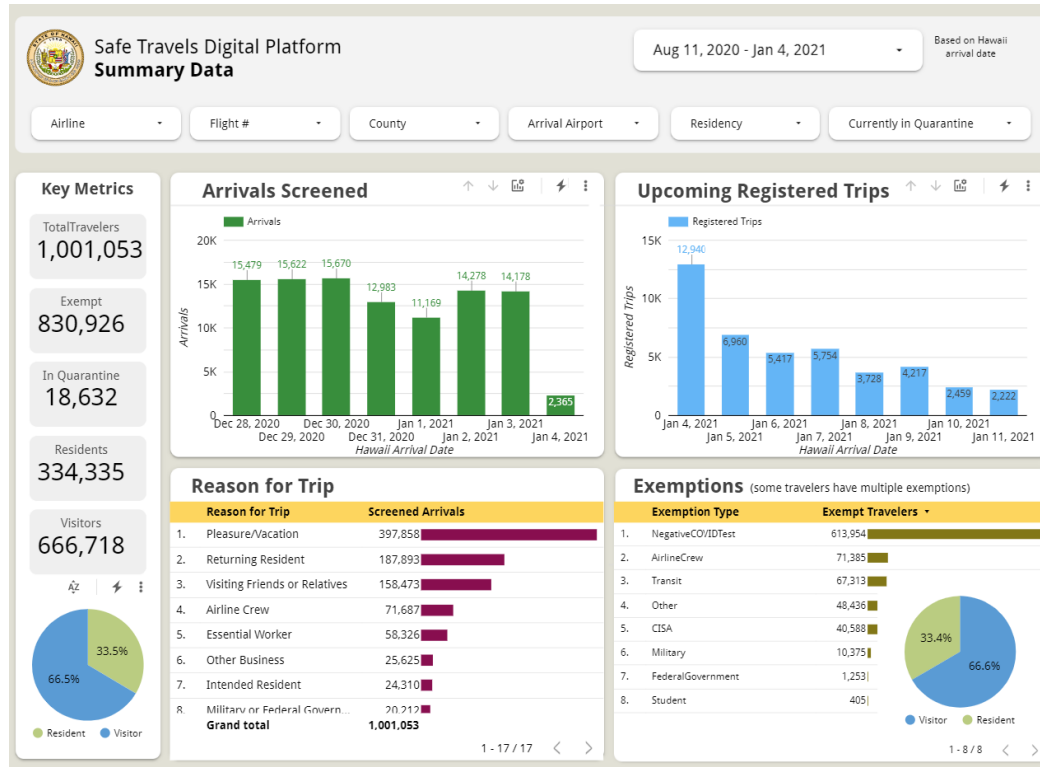 Safe Travels Digital Platform
Summary Data
Aug 11, 2020 - Jan 4, 2021
Based on Hawaii
arrival date
Airline
Flight #
County
Arrival Airport
Residency
Currently in Quarantine
Key Metrics
TotalTravelers
1,001,053
Exempt
830,926
In Quarantine
18,632
Residents
334,335
Visitors
666,718
33.5%
66.5%
Resident Visitor
Arrivals Screened
Arrivals
20K
15K
10K
5K
0
Arrivals
15,479
15,622
15,670
12,983
11,169
14,278
14,178
2,365
Dec 28, 2020
Dec 29, 2020
Dec 30, 2020
Dec 31, 2020
Jan 1, 2021
Jan 2, 2021
Jan 3, 2021
Jan 4, 2021
Hawaii Arrival Date
Upcoming Registered Trips
Registered Trips
15K
10K
5K
0
Registered Trips
12,940
6,960
5,417
5,754
3,728
4,217
2,459
2,222
Jan 4, 2021
Jan 5, 2021
Jan 6, 2021
Jan 7, 2021
Jan 8, 2021
Jan 9, 2021
Jan 10, 2021
Jan 11, 2021
Hawaii Arrival Date
Reason for Trip
Reason for Trip Screened Arrivals
1. Pleasure/Vacation 397,858
2. Returning Resident 187,893
3. Visiting Friends or Relatives 158,473
4. Airline Crew 71,687
5. Essential Worker 58,326
6. Other Business 25,625
7. Intended Resident 24,310
8. Military or Federal Govern... 20,212
Grand total 1,001,053
1 - 17 / 17
Exemptions (some travelers have multiple exemptions)
Exemption Type Exempt Travelers
1. NegativeCOVIDTest 613,954
2. AirlineCrew 71,385
3. Transit 67,313
4. Other 48,436
5. CISA 40,588
6. Military 10,375
7. FederalGovernment 1,253
8. Student 405
33.4%
66.6%
Visitor Resident
1 - 8 / 8